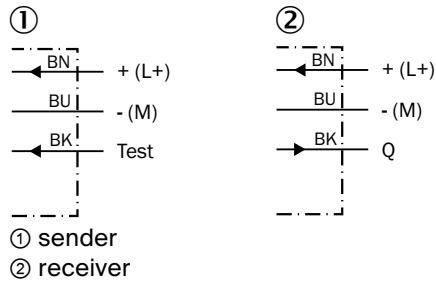 ① ②
BN + (L+) BN + (L+)
BU - (M) BU - (M)
BK Test BK Q
① sender
② receiver